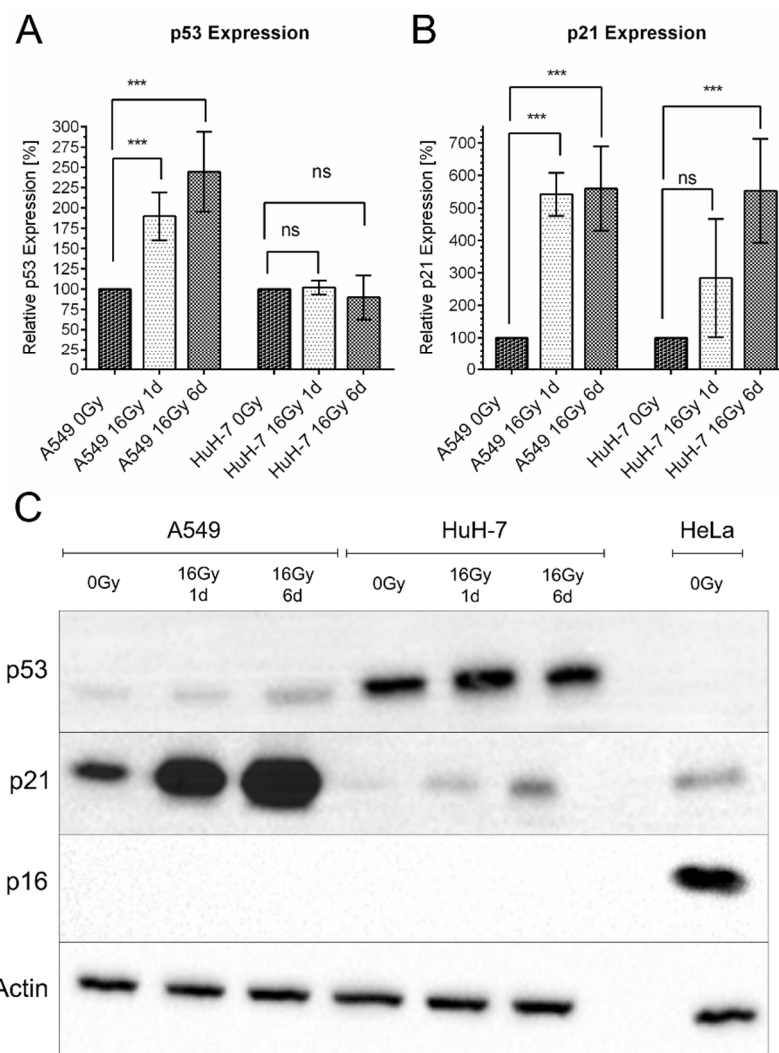 A
p53 Expression
Relative p53 Expression [%]
300
275
250
225
200
175
150
125
100
75
50
25
0
***
***
ns
ns
A549 0Gy
A549 16Gy 1d
A549 16Gy 6d
HuH-7 0Gy
HuH-7 16Gy 1d
HuH-7 16Gy 6d
B
p21 Expression
Relative p21 Expression [%]
700
600
500
400
300
200
100
0
***
***
***
ns
A549 0Gy
A549 16Gy 1d
A549 16Gy 6d
HuH-7 0Gy
HuH-7 16Gy 1d
HuH-7 16Gy 6d
C
A549 HuH-7 HeLa
0Gy 16Gy 1d 16Gy 6d 0Gy 16Gy 1d 16Gy 6d 0Gy
p53
p21
p16
Actin